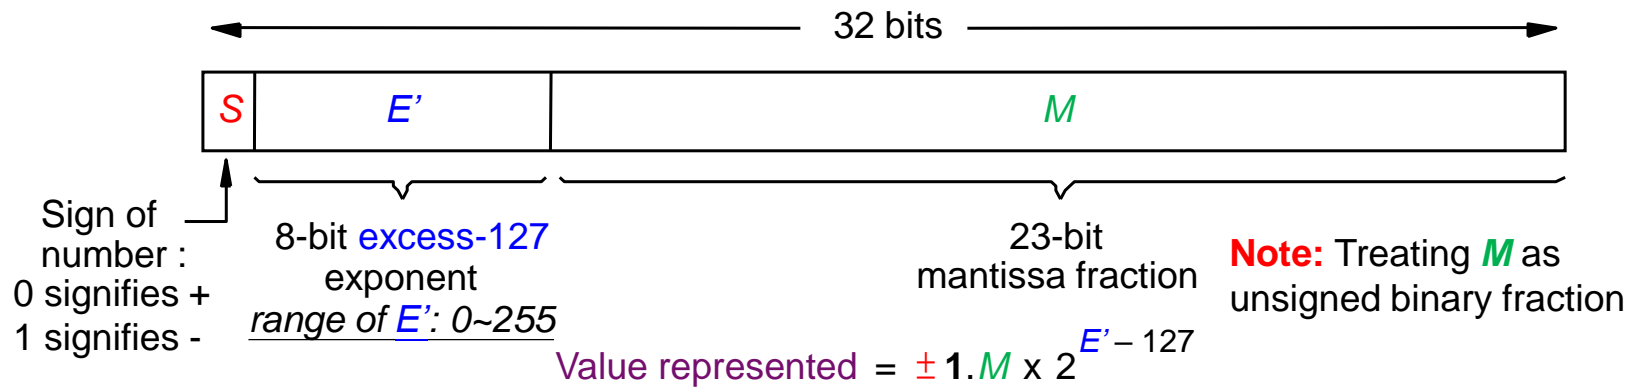 32 bits
S E’ M
Sign of
number :
0 signifies +
1 signifies -
8-bit excess-127
exponent
range of E’: 0~255
23-bit
mantissa fraction
Note: Treating M as
unsigned binary fraction
Value represented = ± 1.M x 2^E’ – 127